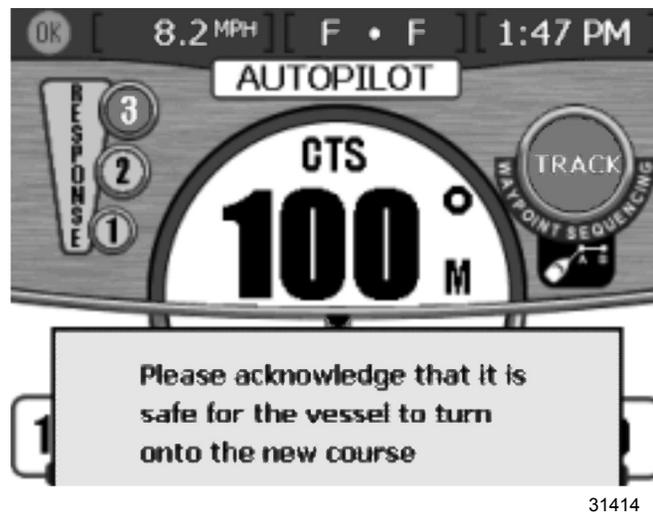 OK [ 8.2 MPH ][ F • F ][ 1:47 PM ]
AUTOPILOT
RESPONSE
3
2
1
CTS
100°
M
TRACK
WAYPOINT SEQUENCING
A B
Please acknowledge that it is
safe for the vessel to turn
onto the new course
31414